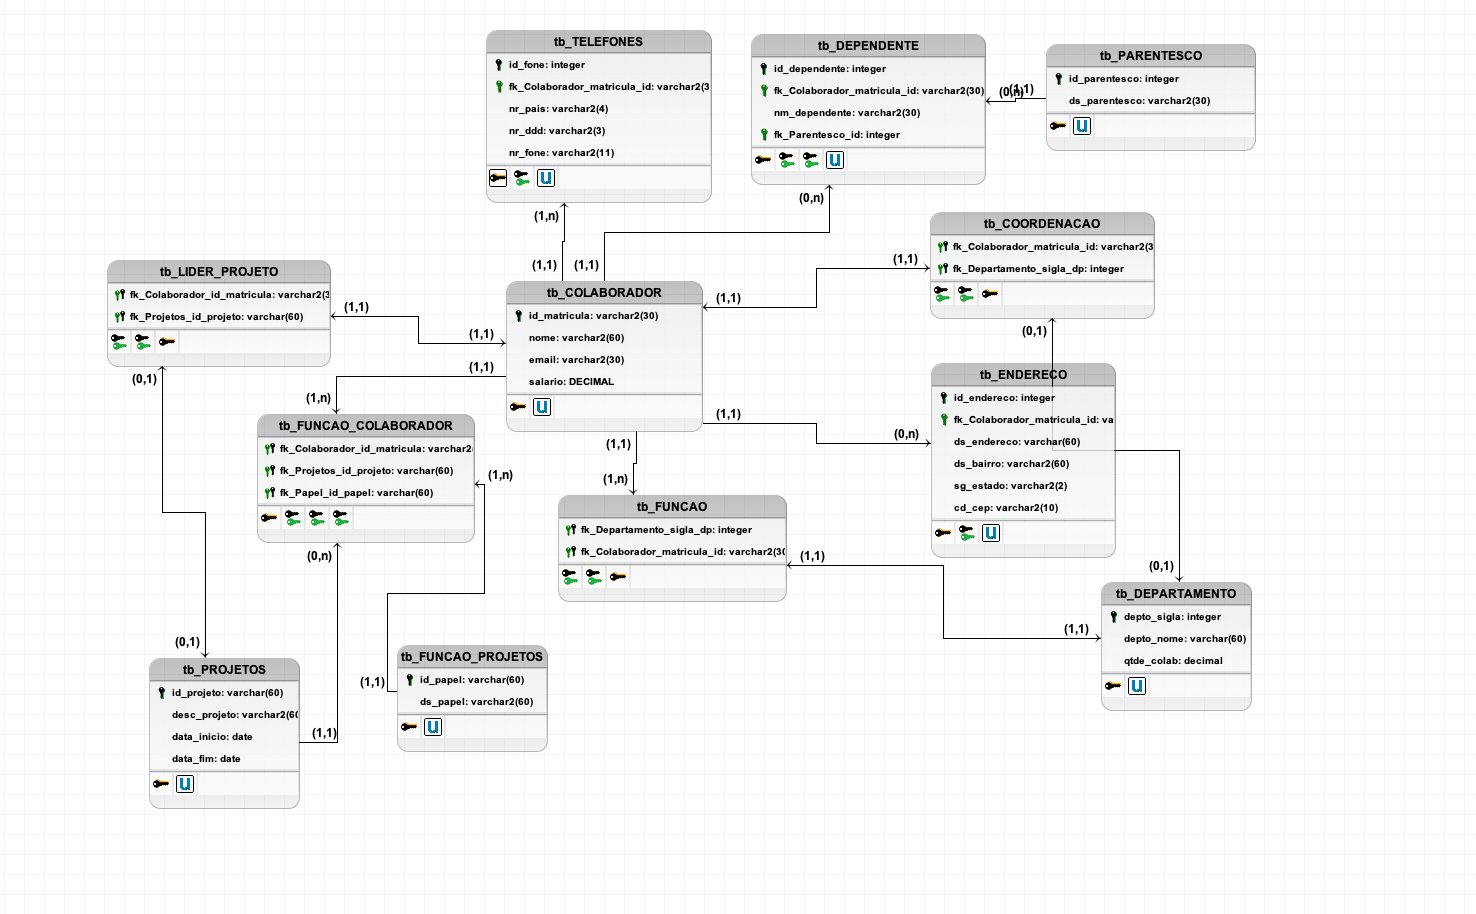 tb_TELEFONES
id_fone: integer
fk_Colaborador_matricula_id: varchar2(3
nr_pais: varchar2(4)
nr_ddd: varchar2(3)
nr_fone: varchar2(11)
(1,n)
(1,1)
tb_DEPENDENTE
id_dependente: integer
fk_Colaborador_matricula_id: varchar2(30)
nm_dependente: varchar2(30)
fk_Parentesco_id: integer
(0,n)
(1,1)
tb_PARENTESCO
id_parentesco: integer
ds_parentesco: varchar2(30)
(0,n)
(1,1)
tb_COORDENACAO
fk_Colaborador_matricula_id: varchar2(3
fk_Departamento_sigla_dp: integer
(1,1)
(1,1)
(0,1)
tb_LIDER_PROJETO
fk_Colaborador_id_matricula: varchar2(3
fk_Projetos_id_projeto: varchar(60)
(1,1)
(1,1)
(0,1)
tb_COLABORADOR
id_matricula: varchar2(30)
nome: varchar2(60)
email: varchar2(30)
salario: DECIMAL
(1,1)
(1,n)
(1,1)
(0,n)
(1,1)
(1,n)
tb_ENDERECO
id_endereco: integer
fk_Colaborador_matricula_id: va
ds_endereco: varchar(60)
ds_bairro: varchar2(60)
sg_estado: varchar2(2)
cd_cep: varchar2(10)
tb_FUNCAO_COLABORADOR
fk_Colaborador_id_matricula: varchar2(
fk_Projetos_id_projeto: varchar(60)
fk_Papel_id_papel: varchar(60)
(1,n)
(0,n)
tb_FUNCAO
fk_Departamento_sigla_dp: integer
fk_Colaborador_matricula_id: varchar2(30
(1,1)
(1,1)
(0,1)
tb_DEPARTAMENTO
depto_sigla: integer
depto_nome: varchar(60)
qtde_colab: decimal
(0,1)
tb_PROJETOS
id_projeto: varchar(60)
desc_projeto: varchar2(60
data_inicio: date
data_fim: date
(1,1)
tb_FUNCAO_PROJETOS
id_papel: varchar(60)
ds_papel: varchar2(60)
(1,1)